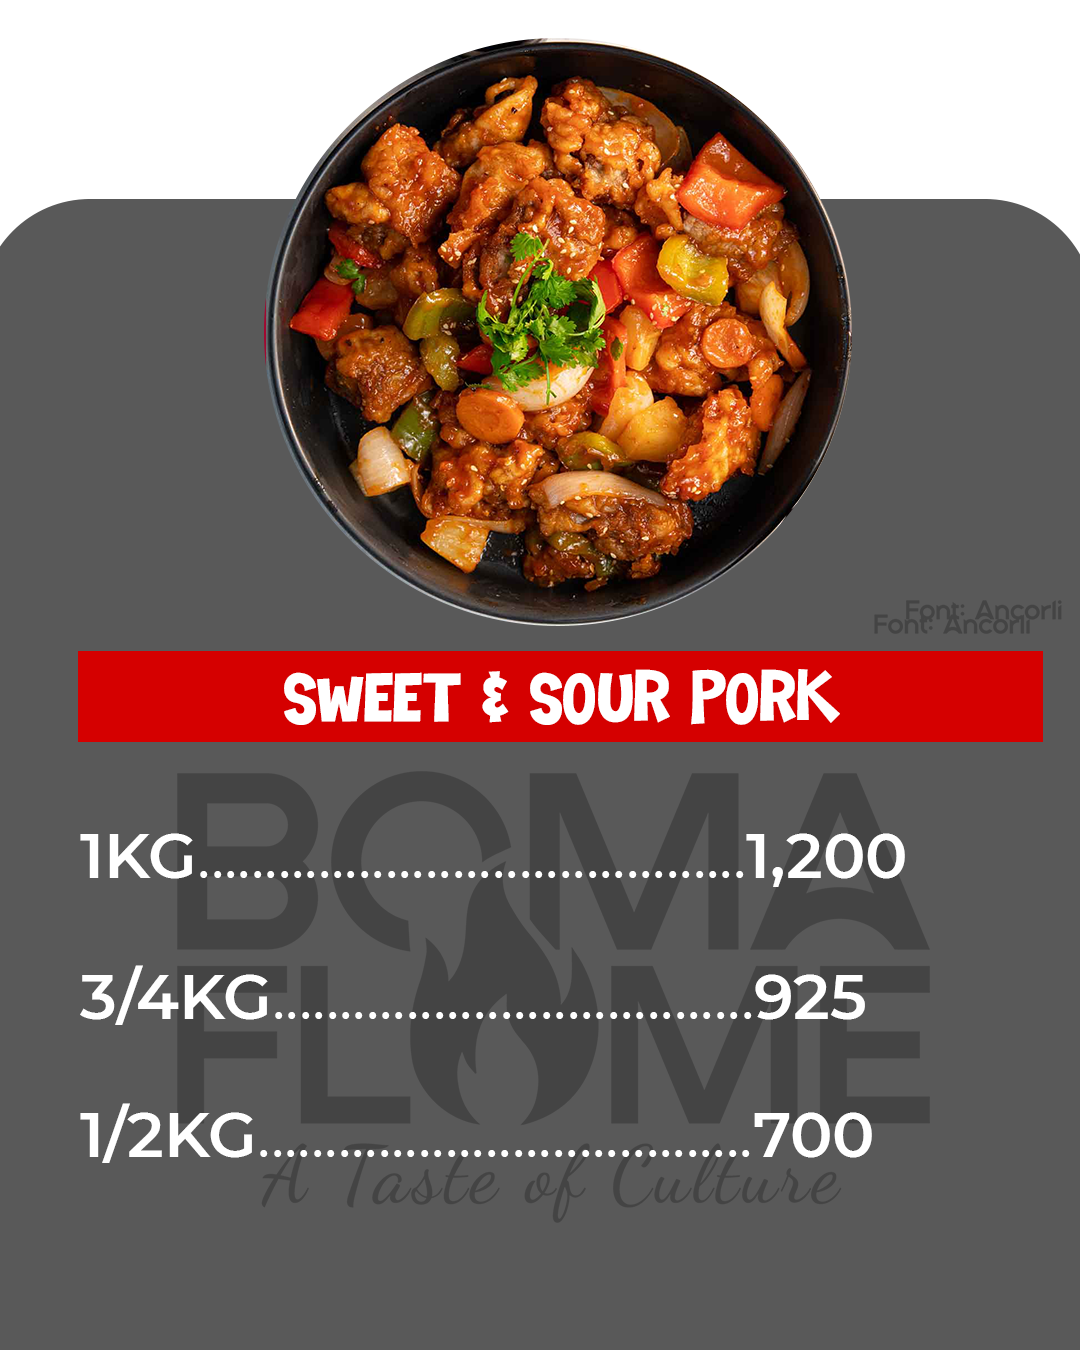 Font: Ancorli
Font: Ancorli
SWEET & SOUR PORK
BOMA
1KG.........................................1,200
FLOME
3/4KG....................................925
1/2KG.....................................700
A Taste of Culture